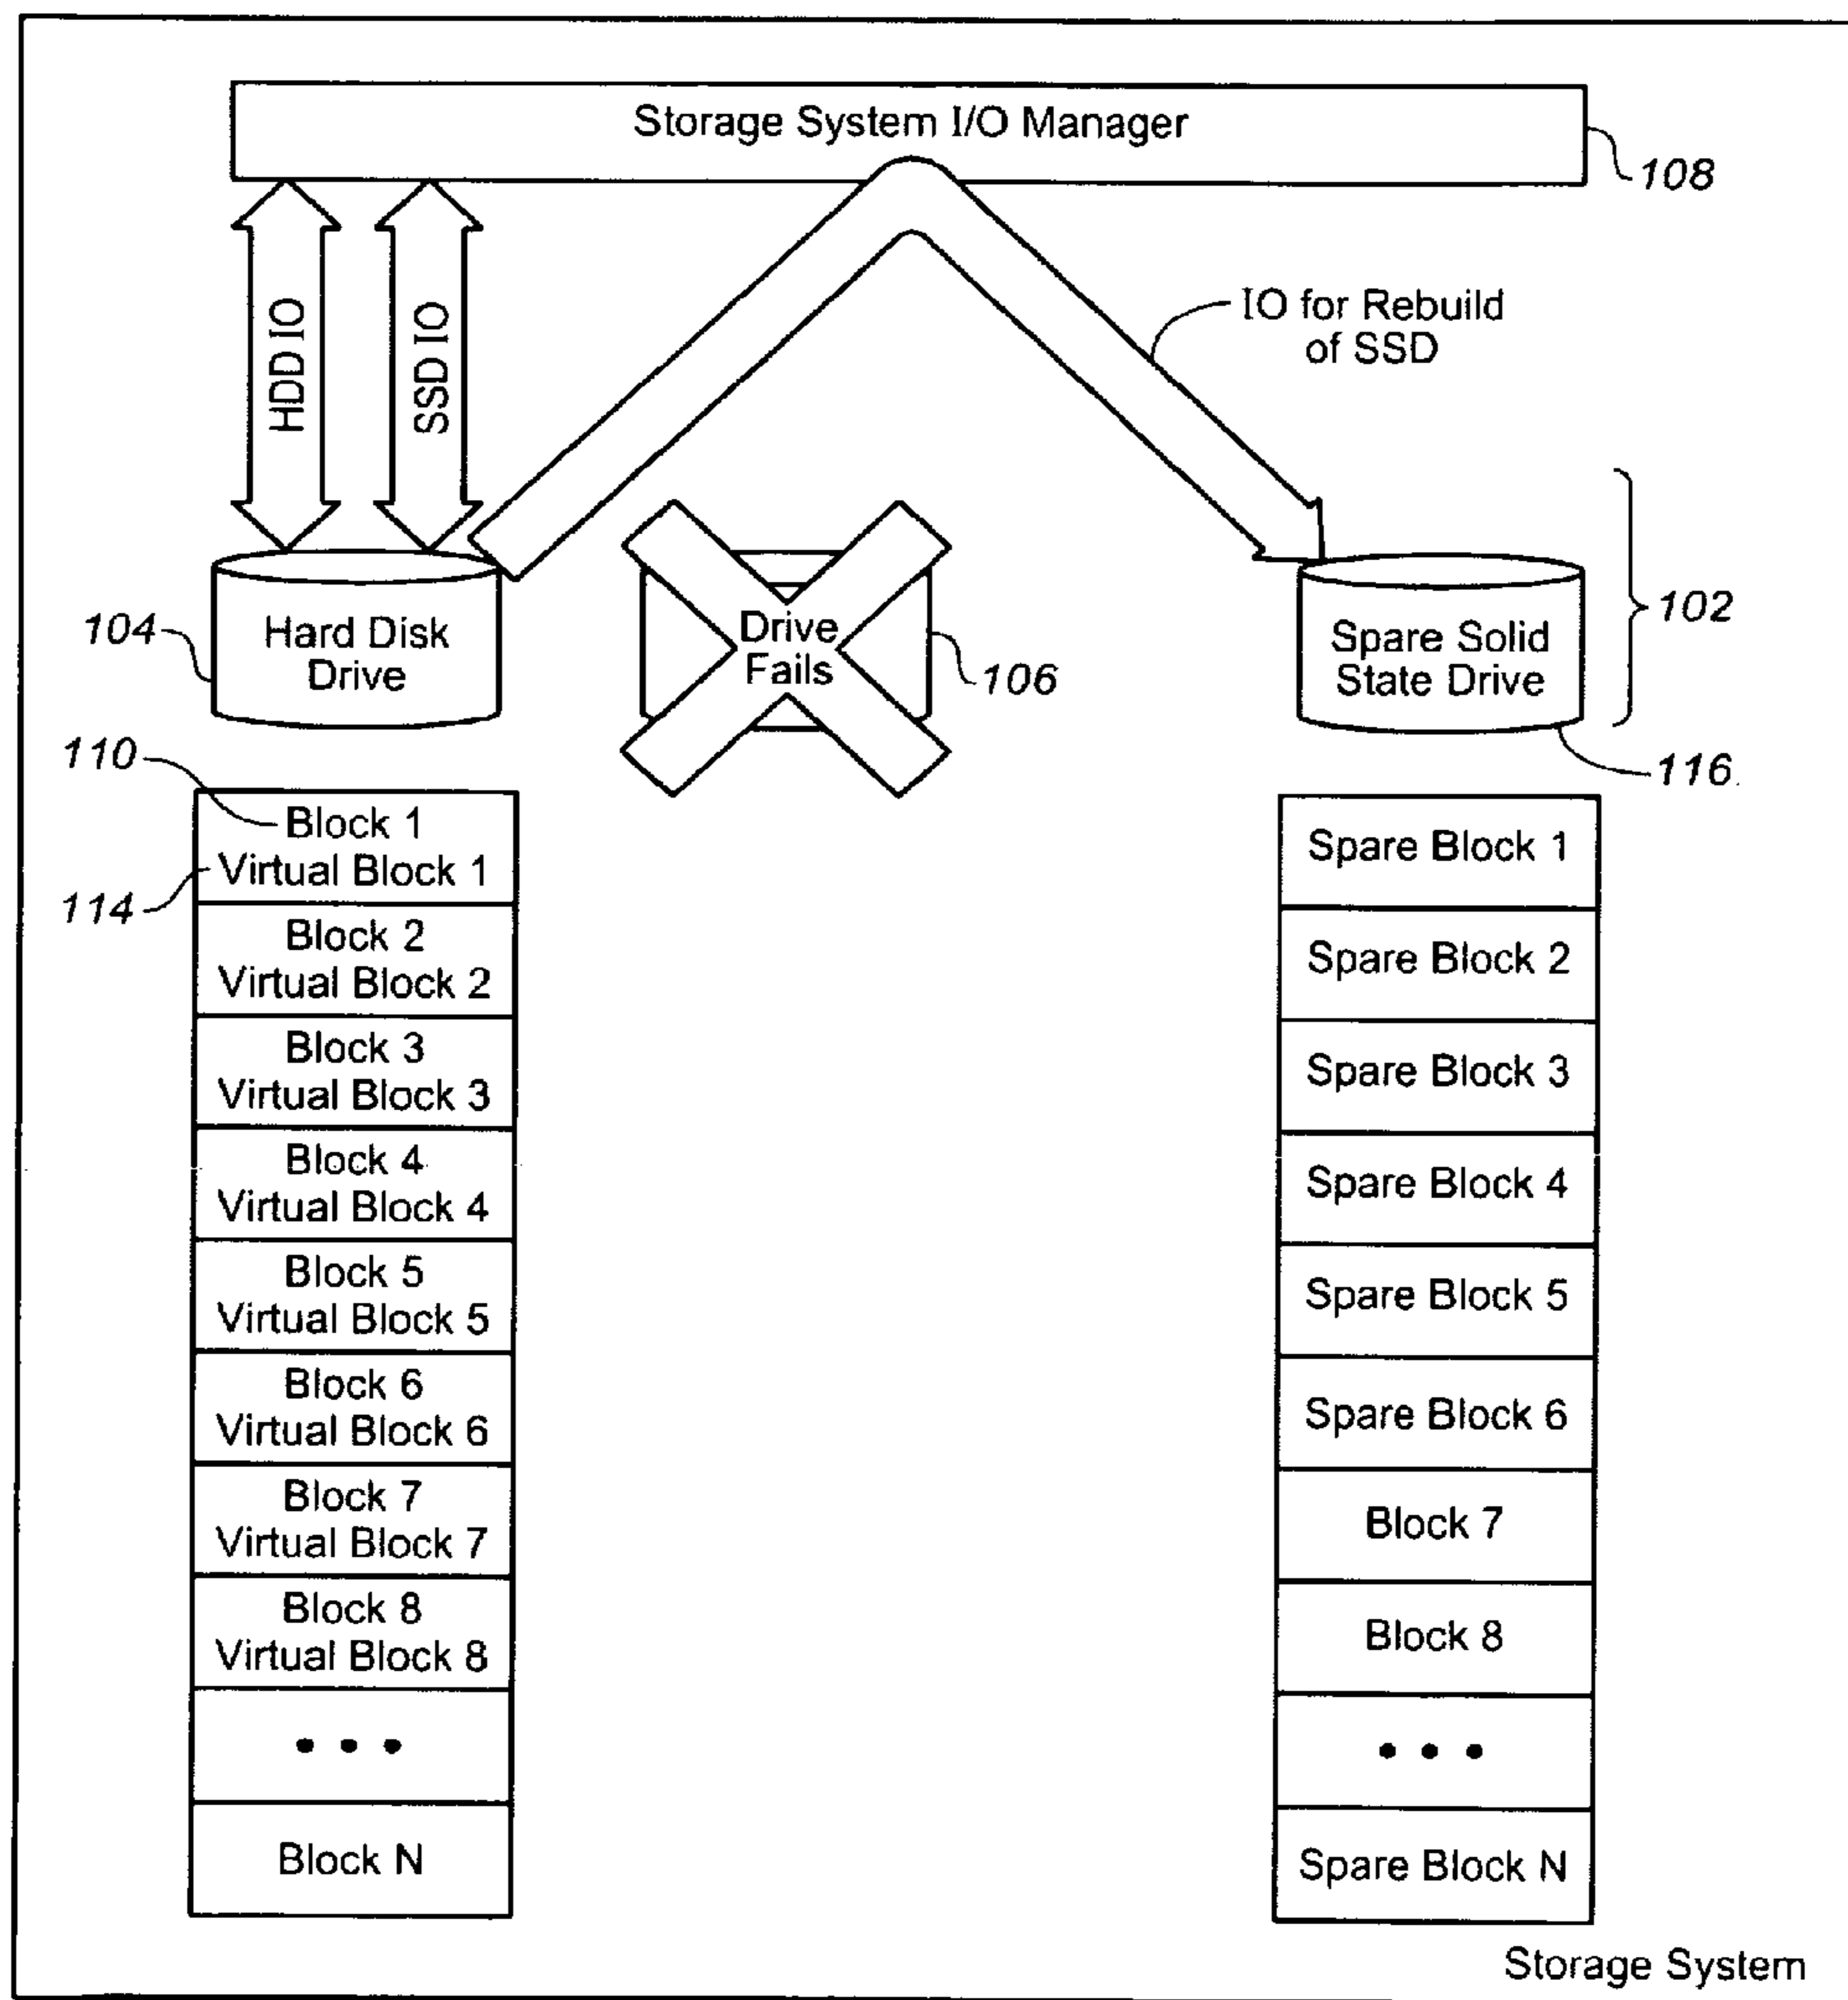 Storage System I/O Manager
108
HDD IO
SSD IO
IO for Rebuild
of SSD
104
Hard Disk
Drive
Drive
Fails
106
Spare Solid
State Drive
102
116
110
Block 1
Virtual Block 1
114
Block 2
Virtual Block 2
Block 3
Virtual Block 3
Block 4
Virtual Block 4
Block 5
Virtual Block 5
Block 6
Virtual Block 6
Block 7
Virtual Block 7
Block 8
Virtual Block 8
• • •
Block N
Spare Block 1
Spare Block 2
Spare Block 3
Spare Block 4
Spare Block 5
Spare Block 6
Block 7
Block 8
• • •
Spare Block N
Storage System